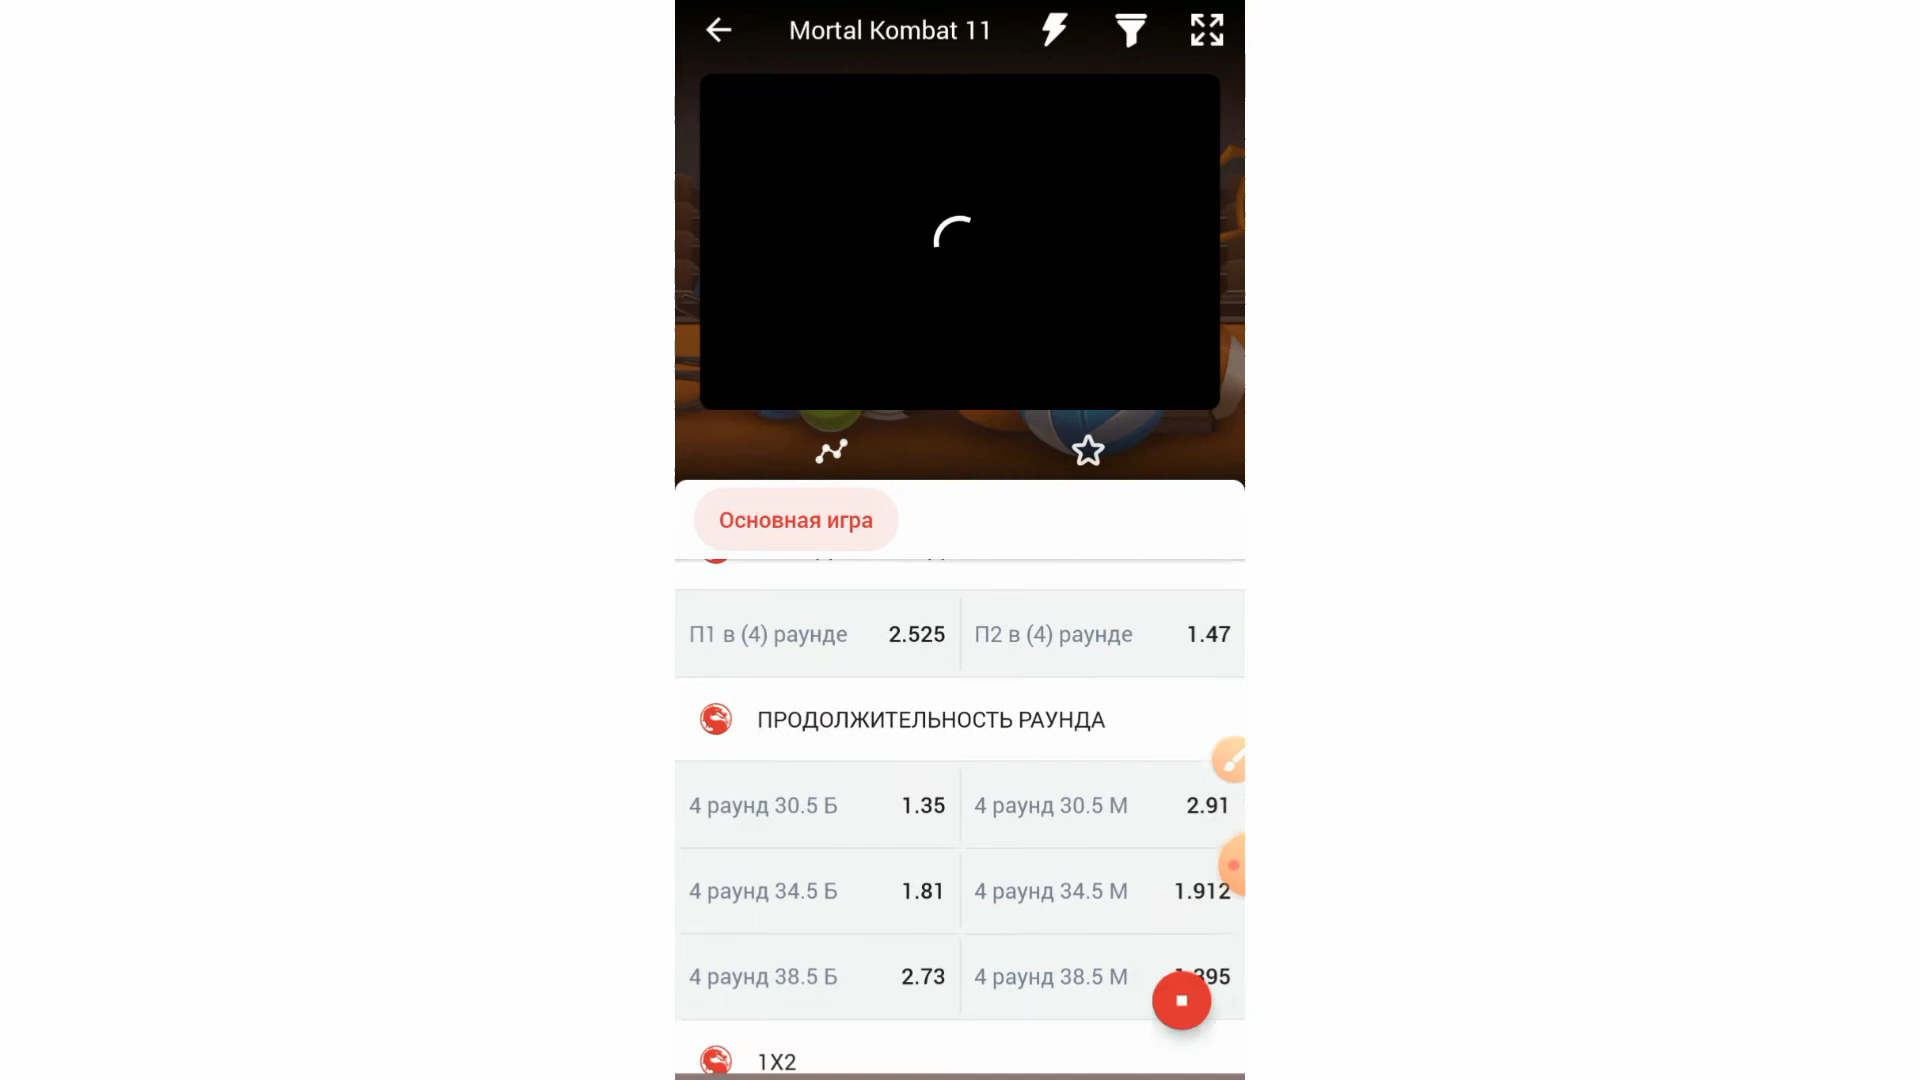 Mortal Kombat 11
Основная игра
П1 в (4) раунде 2.525 П2 в (4) раунде 1.47
ПРОДОЛЖИТЕЛЬНОСТЬ РАУНДА
4 раунд 30.5 Б 1.35 4 раунд 30.5 М 2.91
4 раунд 34.5 Б 1.81 4 раунд 34.5 М 1.912
4 раунд 38.5 Б 2.73 4 раунд 38.5 М
1X2